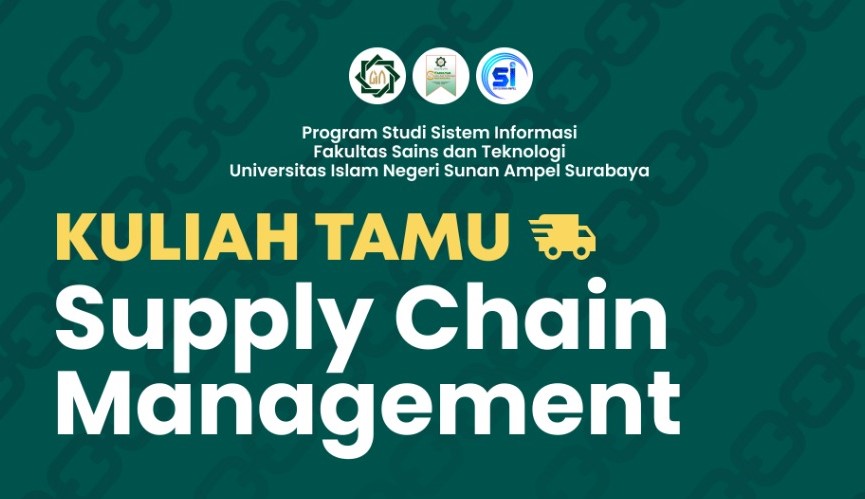 Si
Program Studi Sistem Informasi
Fakultas Sains dan Teknologi
Universitas Islam Negeri Sunan Ampel Surabaya
KULIAH TAMU
Supply Chain
Management